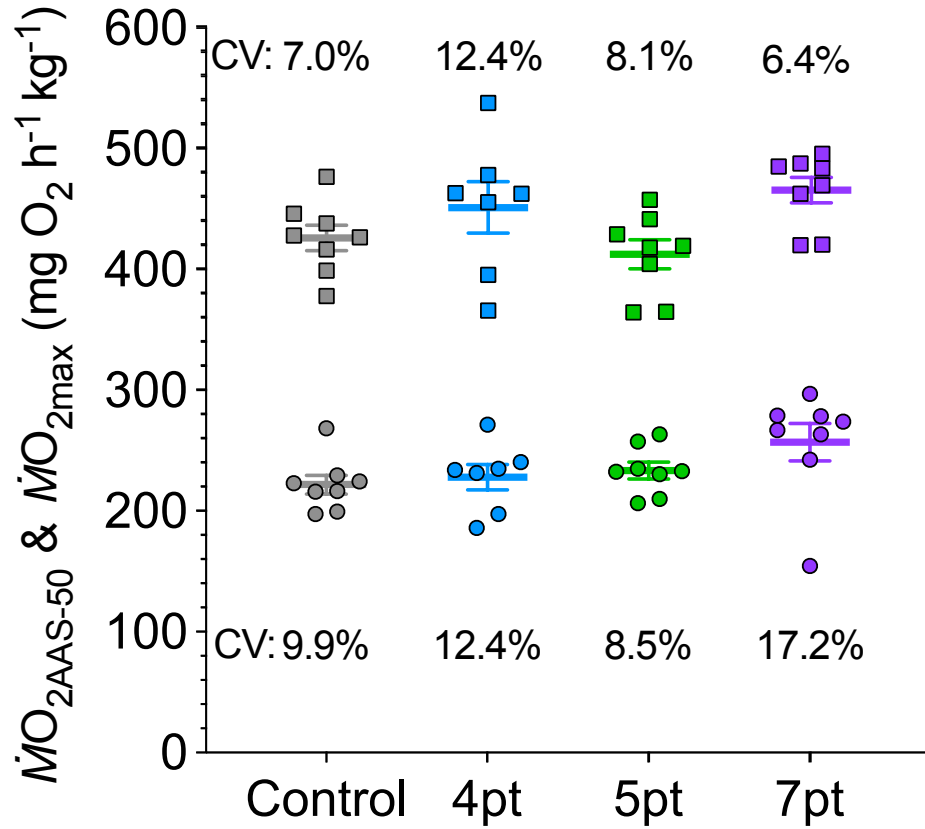 ṀO₂AAS-50 & ṀO₂max (mg O₂ h⁻¹ kg⁻¹)
600
500
400
300
200
100
0
CV: 7.0% 12.4% 8.1% 6.4%
CV: 9.9% 12.4% 8.5% 17.2%
Control 4pt 5pt 7pt